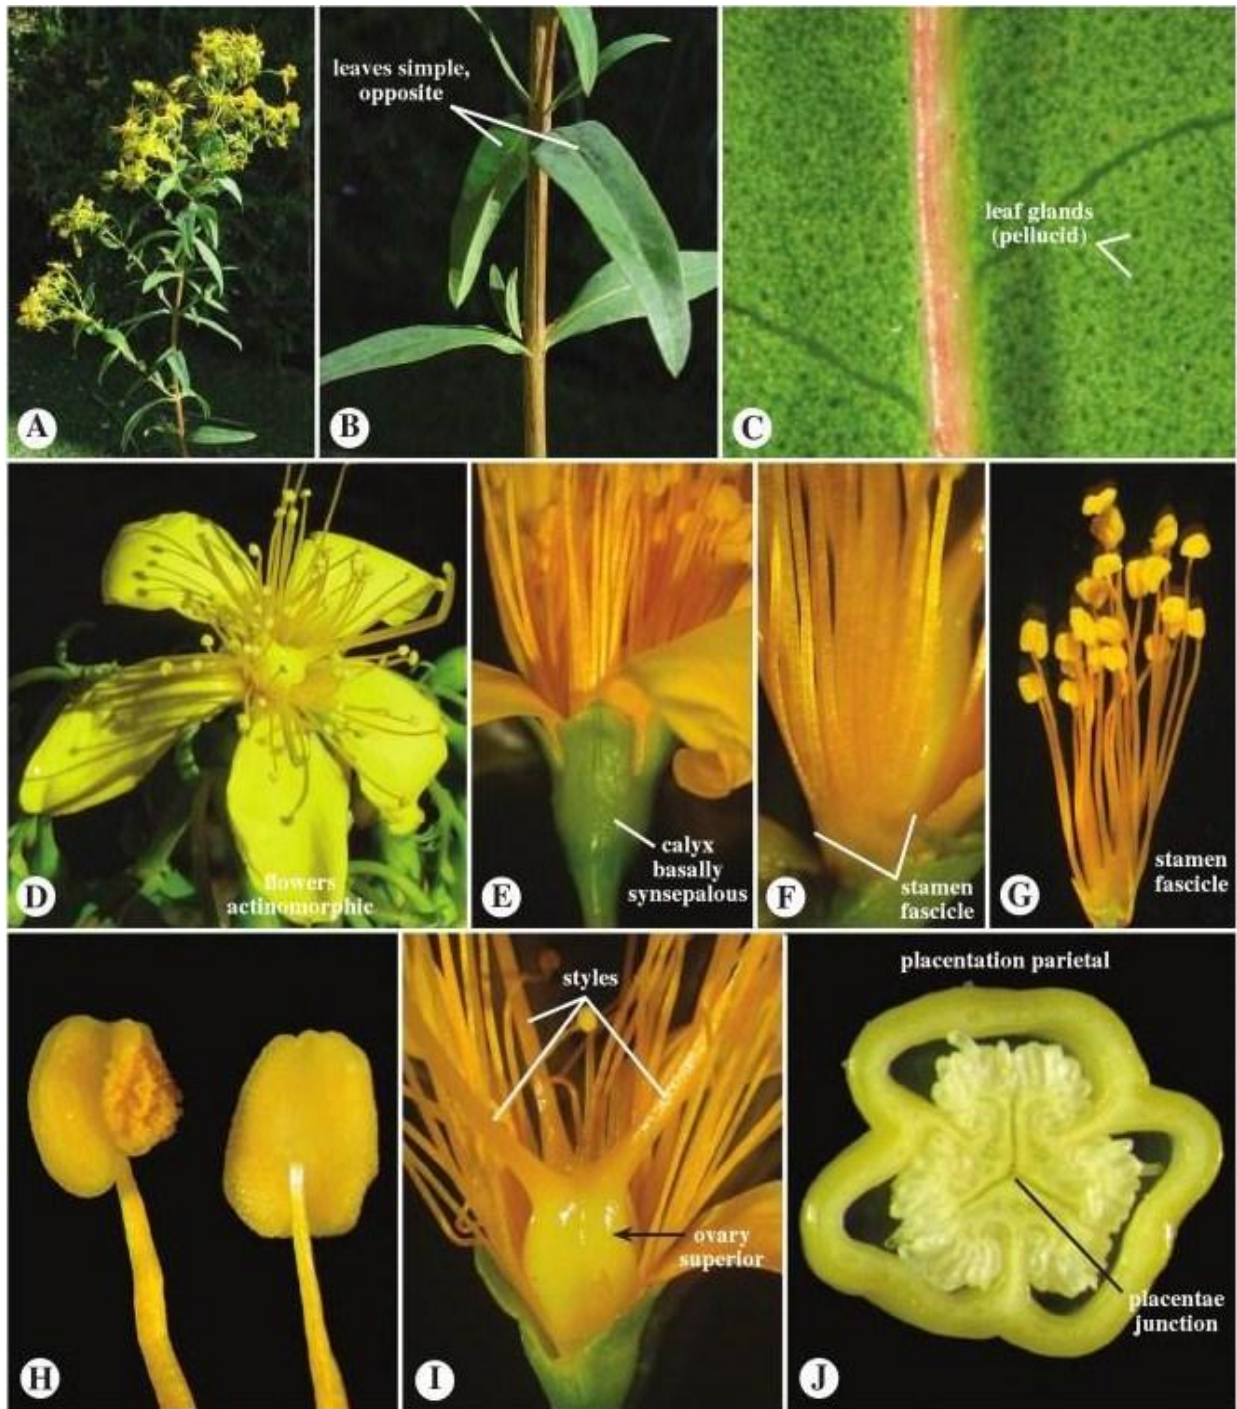 A
leaves simple,
opposite
B
leaf glands
(pellucid)
C
D
flowers
actinomorphic
E
calyx
basally
synsepalous
F
stamen
fascicle
G
stamen
fascicle
H
styles
ovary
superior
I
placentation parietal
placentae
junction
J